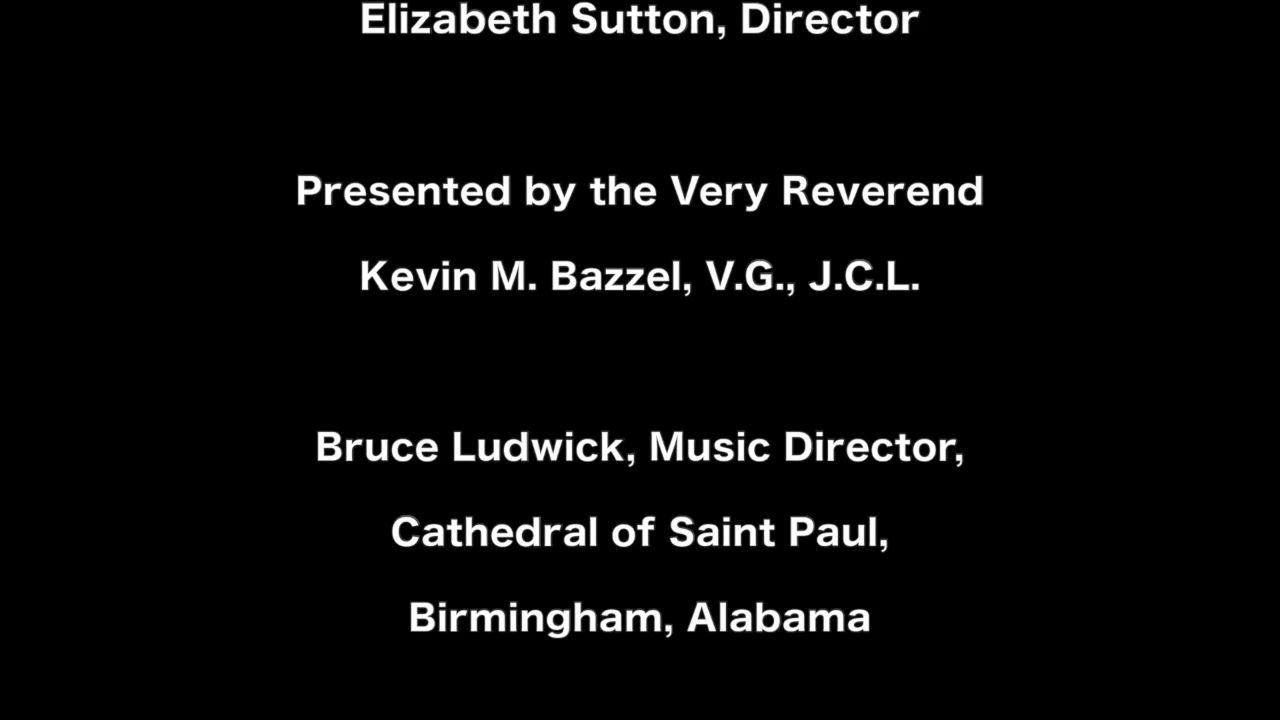 Elizabeth Sutton, Director
Presented by the Very Reverend
Kevin M. Bazzel, V.G., J.C.L.
Bruce Ludwick, Music Director,
Cathedral of Saint Paul,
Birmingham, Alabama